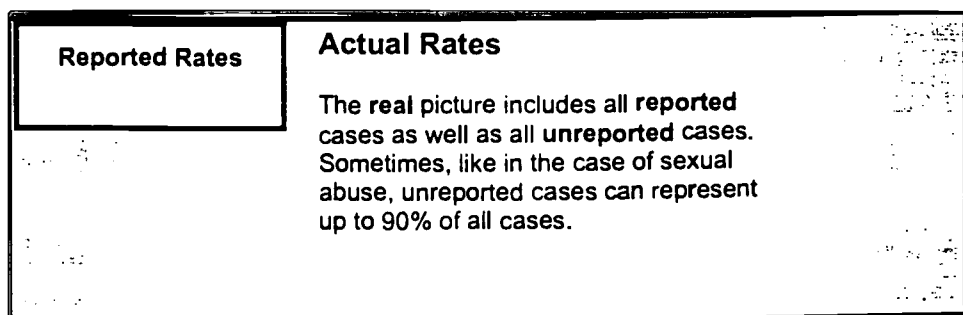 Reported Rates
Actual Rates
The real picture includes all reported
cases as well as all unreported cases.
Sometimes, like in the case of sexual
abuse, unreported cases can represent
up to 90% of all cases.